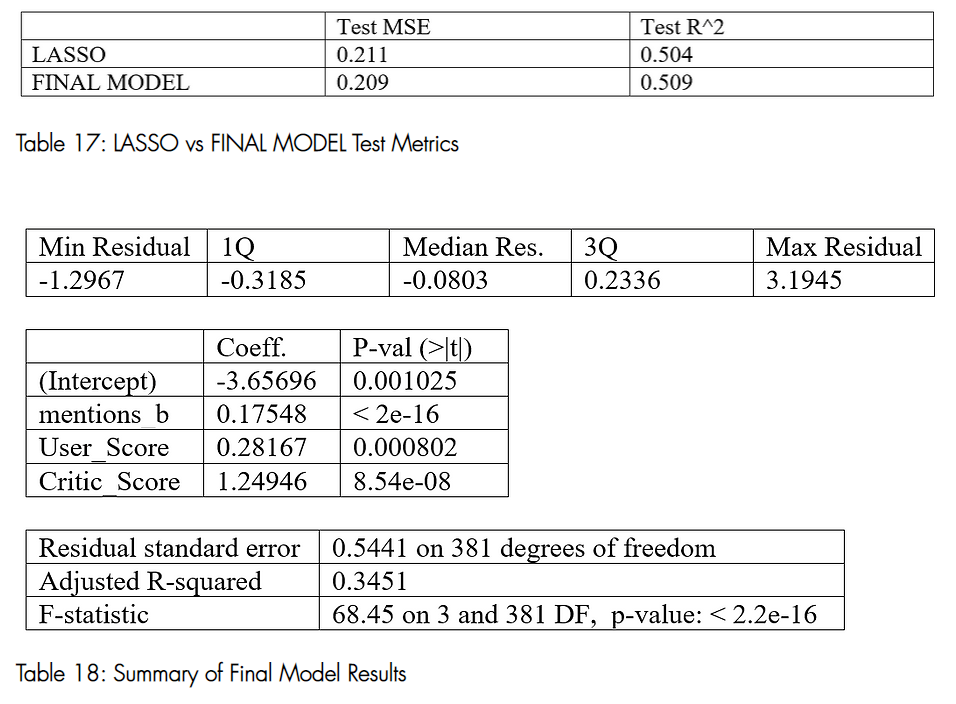 Test MSE Test R^2
LASSO 0.211 0.504
FINAL MODEL 0.209 0.509
Table 17: LASSO vs FINAL MODEL Test Metrics
Min Residual 1Q Median Res. 3Q Max Residual
-1.2967 -0.3185 -0.0803 0.2336 3.1945
Coeff. P-val (>|t|)
(Intercept) -3.65696 0.001025
mentions_b 0.17548 < 2e-16
User_Score 0.28167 0.000802
Critic_Score 1.24946 8.54e-08
Residual standard error 0.5441 on 381 degrees of freedom
Adjusted R-squared 0.3451
F-statistic 68.45 on 3 and 381 DF, p-value: < 2.2e-16
Table 18: Summary of Final Model Results